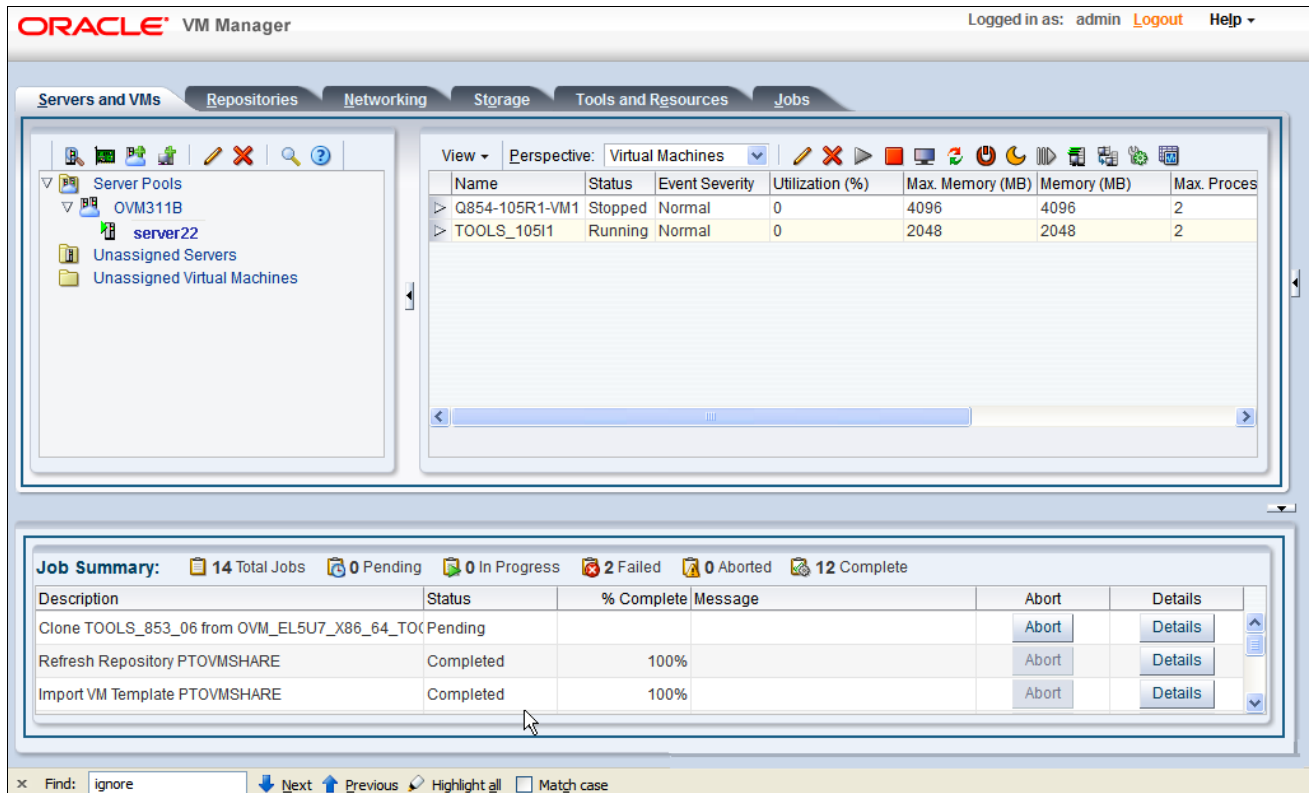 ORACLE VM Manager
Logged in as: admin Logout Help
Servers and VMs Repositories Networking Storage Tools and Resources Jobs
Server Pools
OVM311B
server22
Unassigned Servers
Unassigned Virtual Machines
View Perspective: Virtual Machines
Name Status Event Severity Utilization (%) Max. Memory (MB) Memory (MB) Max. Proces
Q854-105R1-VM1 Stopped Normal 0 4096 4096 2
TOOLS_105I1 Running Normal 0 2048 2048 2
Job Summary: 14 Total Jobs 0 Pending 0 In Progress 2 Failed 0 Aborted 12 Complete
Description Status % Complete Message Abort Details
Clone TOOLS_853_06 from OVM_EL5U7_X86_64_TOO Pending Abort Details
Refresh Repository PTOVMSHARE Completed 100% Abort Details
Import VM Template PTOVMSHARE Completed 100% Abort Details
× Find: ignore Next Previous Highlight all Match case